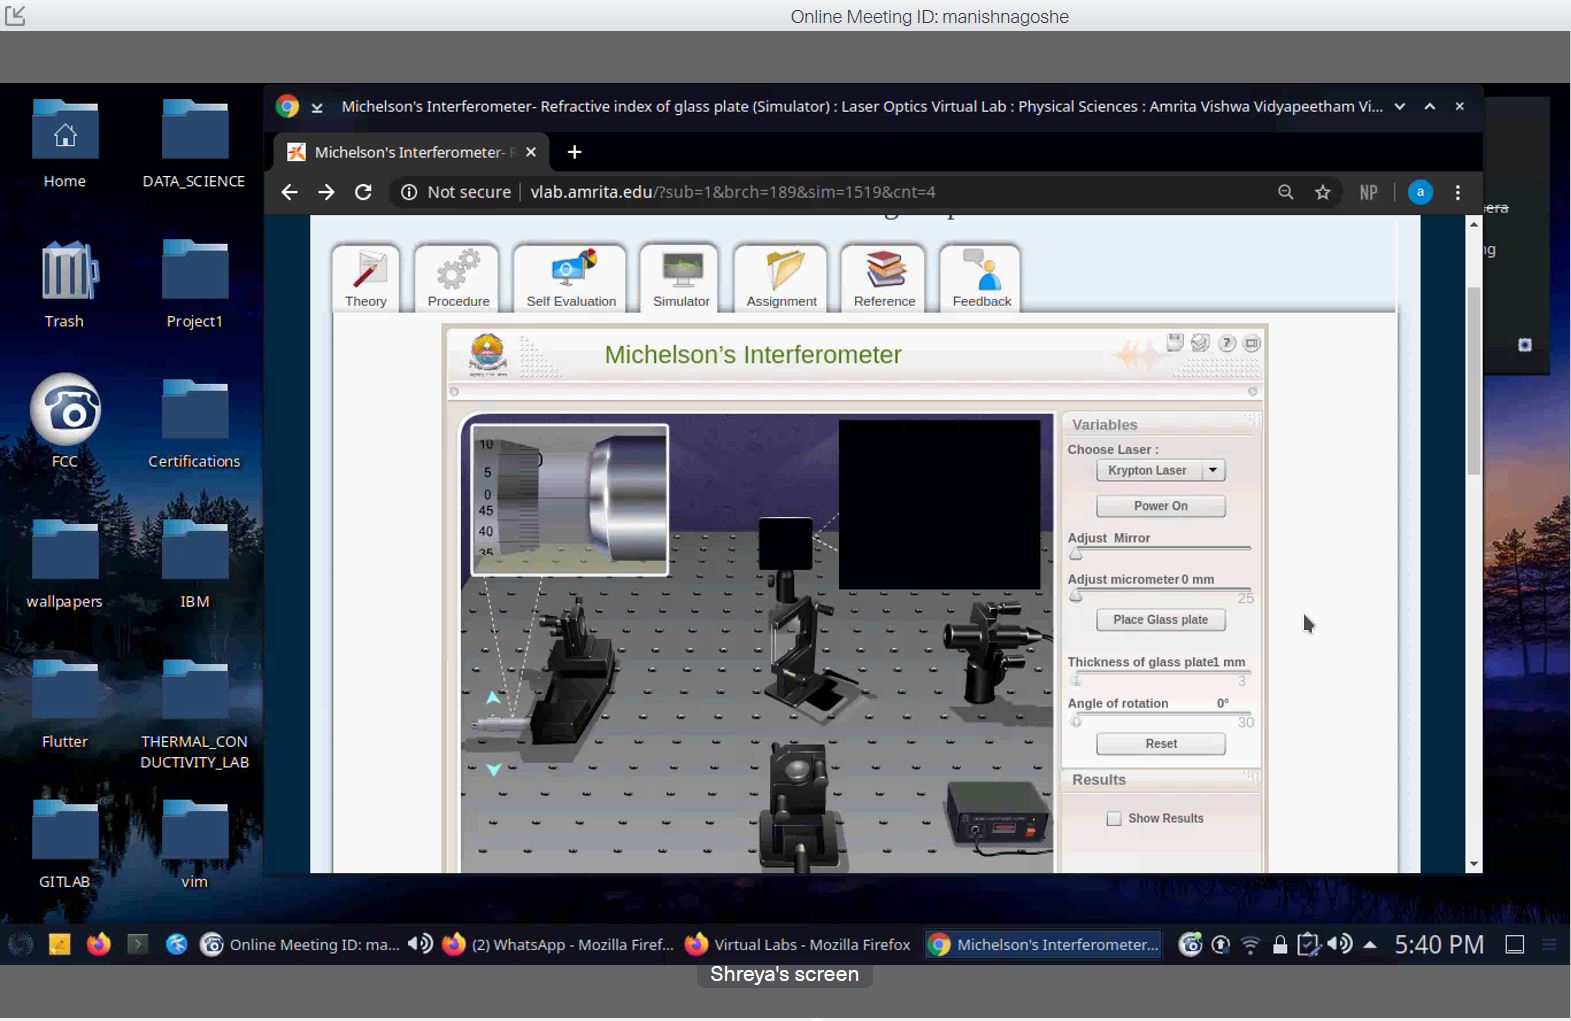 Online Meeting ID: manishnagoshe
Home
DATA_SCIENCE
Trash
Project1
FCC
Certifications
wallpapers
IBM
Flutter
THERMAL_CON
DUCTIVITY_LAB
GITLAB
vim
Michelson's Interferometer- Refractive index of glass plate (Simulator) : Laser Optics Virtual Lab : Physical Sciences : Amrita Vishwa Vidyapeetham Vi...
Michelson's Interferometer- R
Not secure | vlab.amrita.edu/?sub=1&brch=189&sim=1519&cnt=4
NP
a
era
ng
Theory
Procedure
Self Evaluation
Simulator
Assignment
Reference
Feedback
Michelson's Interferometer
10
5
0
45
40
35
0
Variables
Choose Laser :
Krypton Laser
Power On
Adjust Mirror
Adjust micrometer 0 mm
25
Place Glass plate
Thickness of glass plate1 mm
3
Angle of rotation 0°
30
Reset
Results
Show Results
Online Meeting ID: ma...
(2) WhatsApp - Mozilla Firef...
Virtual Labs - Mozilla Firefox
Michelson's Interferometer...
5:40 PM
Shreya's screen